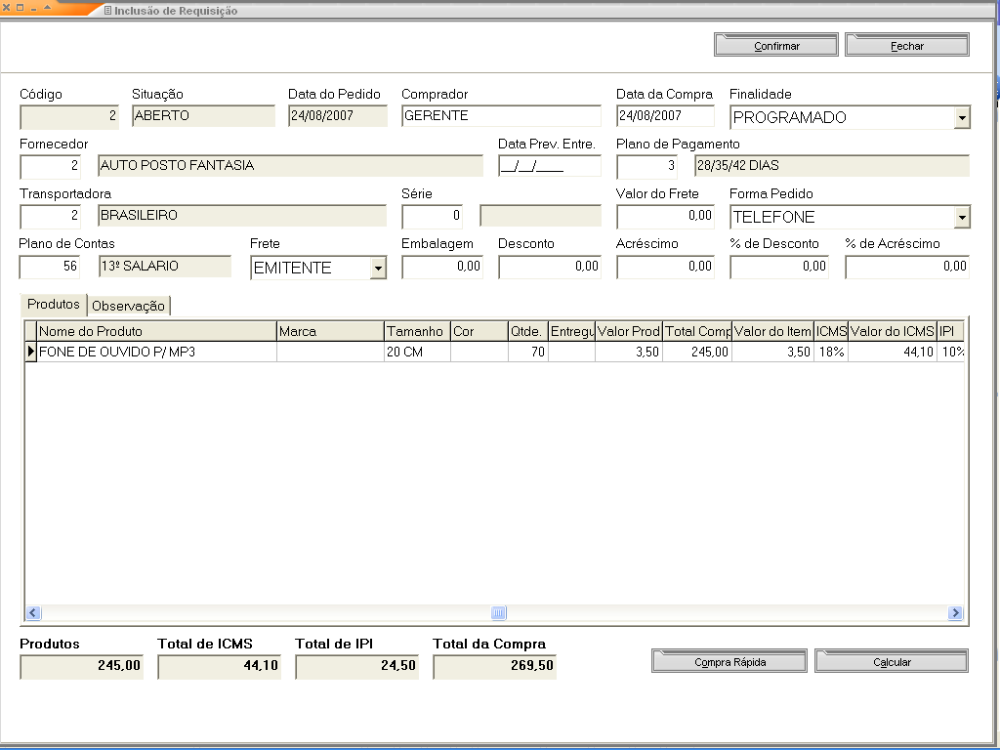 Inclusão de Requisição
Confirmar Fechar
Código Situação Data do Pedido Comprador Data da Compra Finalidade
2 ABERTO 24/08/2007 GERENTE 24/08/2007 PROGRAMADO
Fornecedor Data Prev. Entre. Plano de Pagamento
2 AUTO POSTO FANTASIA __/__/____ 3 28/35/42 DIAS
Transportadora Série Valor do Frete Forma Pedido
2 BRASILEIRO 0 0,00 TELEFONE
Plano de Contas Frete Embalagem Desconto Acréscimo % de Desconto % de Acréscimo
56 13º SALARIO EMITENTE 0,00 0,00 0,00 0,00 0,00
Produtos Observação
Nome do Produto Marca Tamanho Cor Qtde. Entregu Valor Prod Total Comp Valor do Item ICMS Valor do ICMS IPI
FONE DE OUVIDO P/ MP3 20 CM 70 3,50 245,00 3,50 18% 44,10 10%
Produtos Total de ICMS Total de IPI Total da Compra
245,00 44,10 24,50 269,50
Compra Rápida Calcular